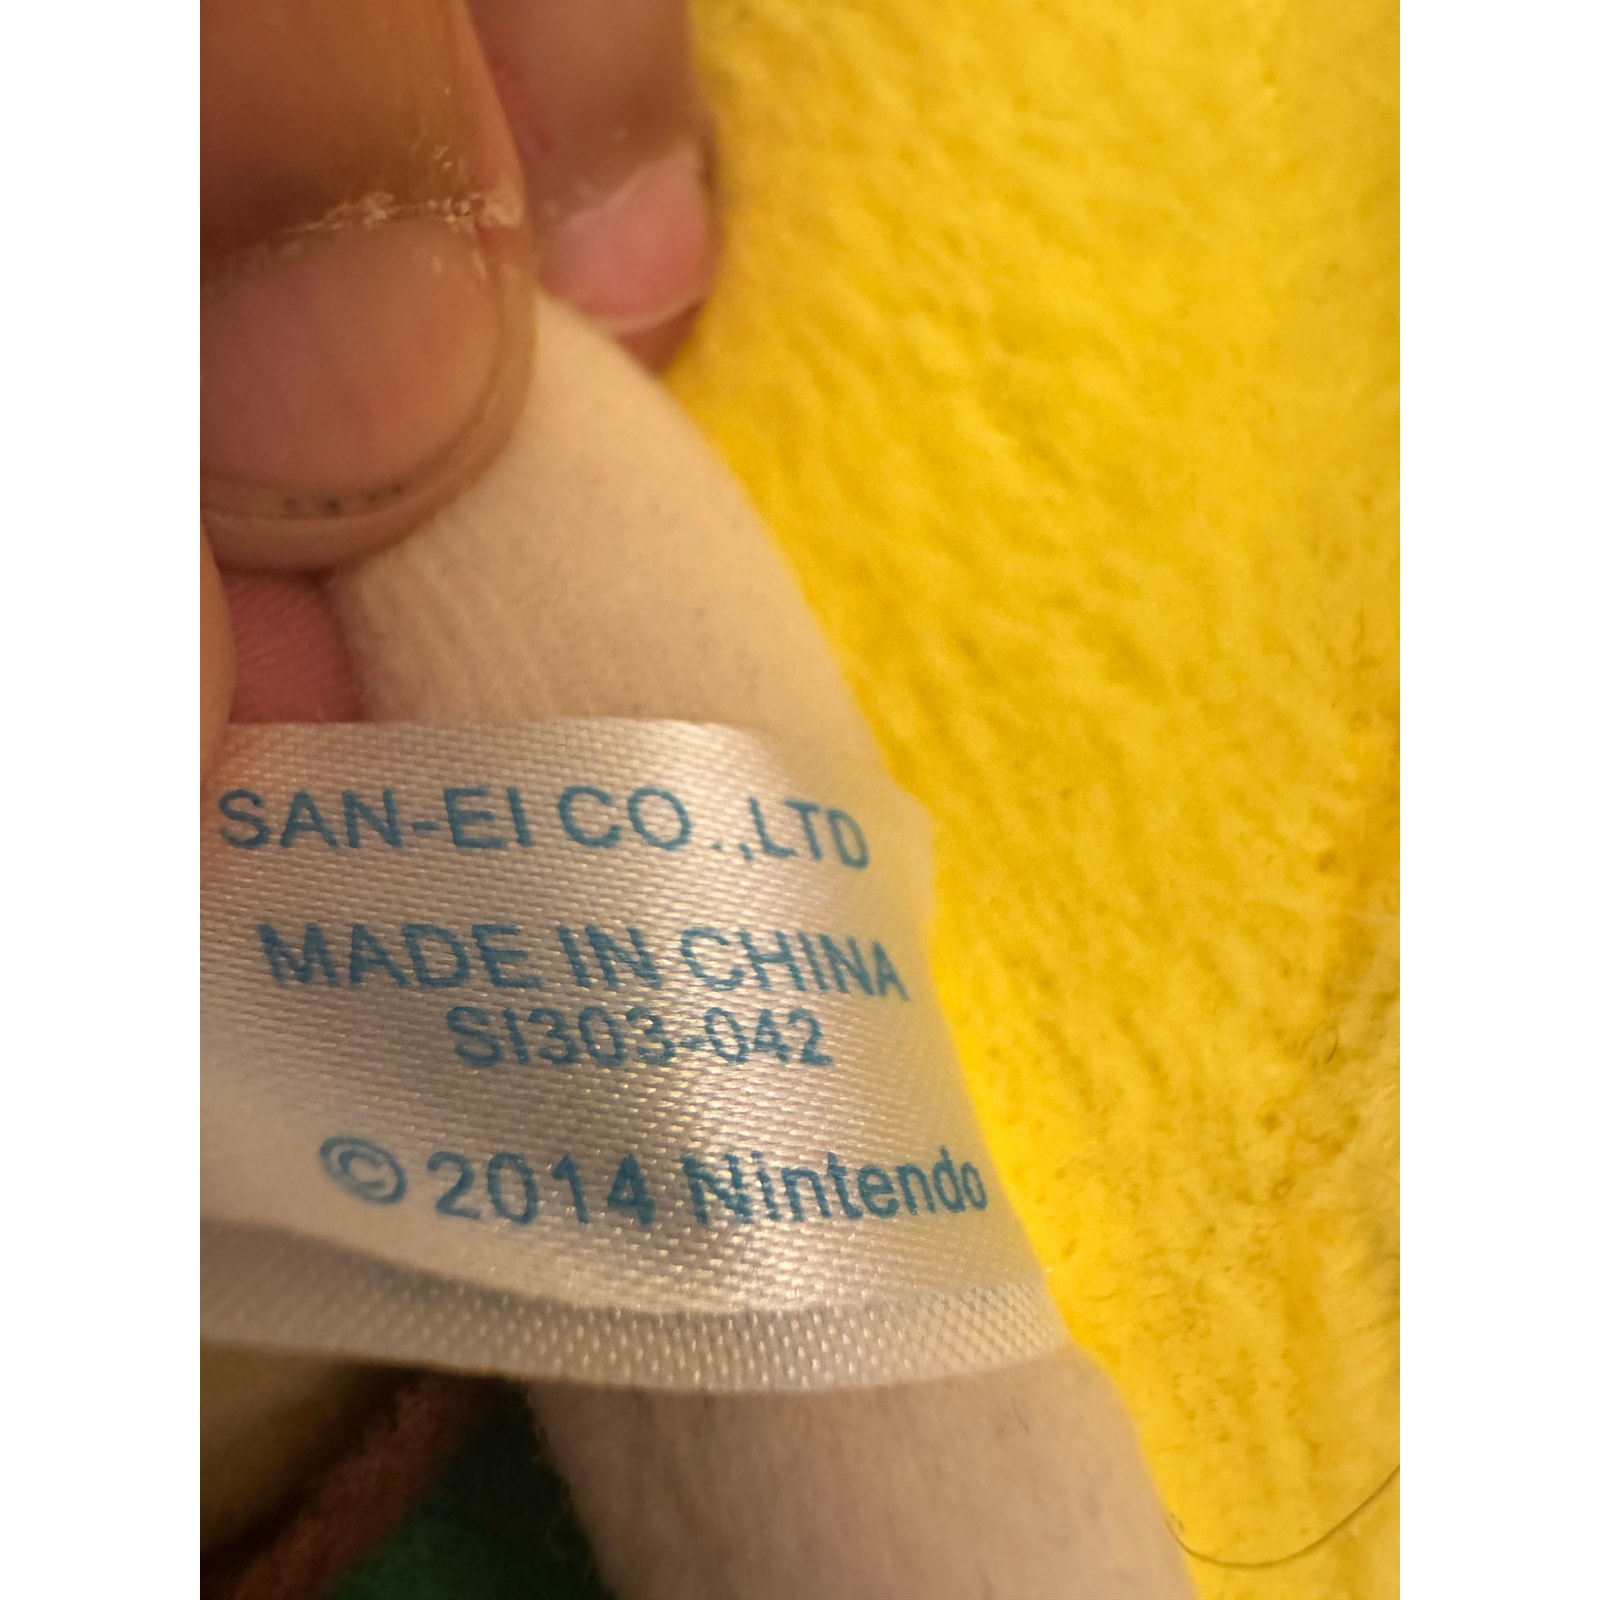 SAN-EI CO.,LTD
MADE IN CHINA
SI303-042
©2014 Nintendo